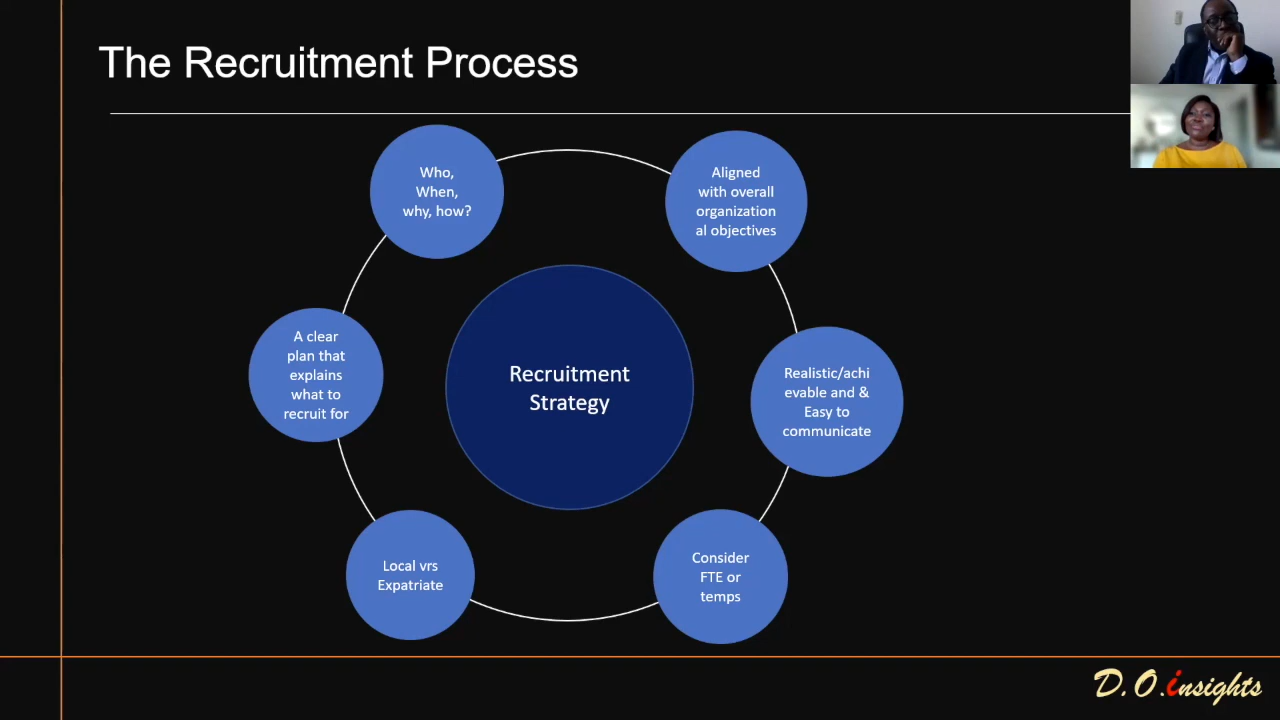 The Recruitment Process
Who,
When,
why, how?
Aligned
with overall
organization
al objectives
A clear
plan that
explains
what to
recruit for
Recruitment
Strategy
Realistic/achi
evable and &
Easy to
communicate
Local vrs
Expatriate
Consider
FTE or
temps
D.O.insights